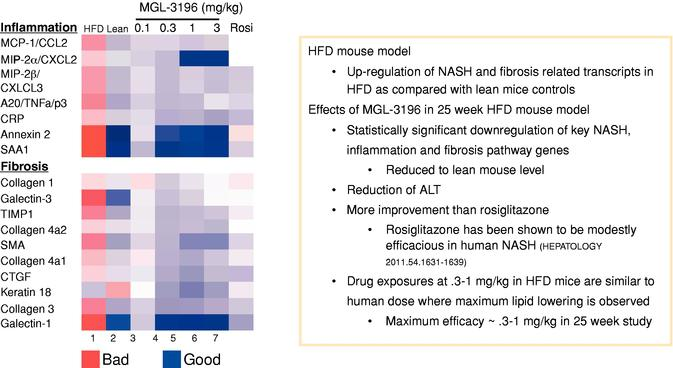 MGL-3196 (mg/kg)
Inflammation HFD Lean 0.1 0.3 1 3 Rosi
MCP-1/CCL2
MIP-2α/CXCL2
MIP-2β/
CXLCL3
A20/TNFa/p3
CRP
Annexin 2
SAA1
Fibrosis
Collagen 1
Galectin-3
TIMP1
Collagen 4a2
SMA
Collagen 4a1
CTGF
Keratin 18
Collagen 3
Galectin-1
1 2 3 4 5 6 7
Bad Good
HFD mouse model
• Up-regulation of NASH and fibrosis related transcripts in
HFD as compared with lean mice controls
Effects of MGL-3196 in 25 week HFD mouse model
• Statistically significant downregulation of key NASH,
inflammation and fibrosis pathway genes
• Reduced to lean mouse level
• Reduction of ALT
• More improvement than rosiglitazone
• Rosiglitazone has been shown to be modestly
efficacious in human NASH (HEPATOLOGY
2011.54.1631-1639)
• Drug exposures at .3-1 mg/kg in HFD mice are similar to
human dose where maximum lipid lowering is observed
• Maximum efficacy ~ .3-1 mg/kg in 25 week study